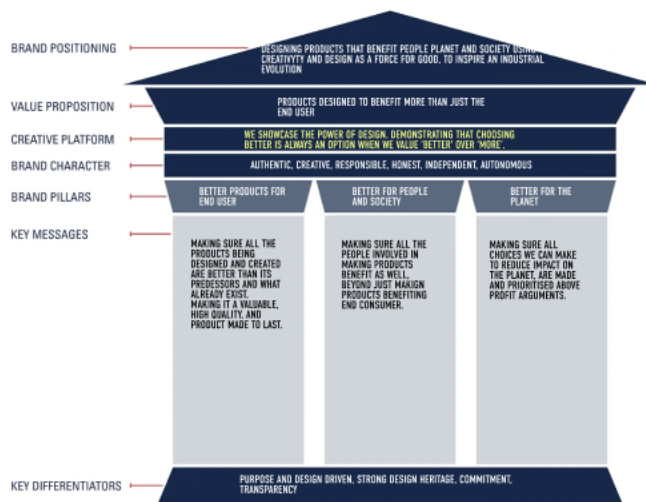 BRAND POSITIONING
DESIGNING PRODUCTS THAT BENEFIT PEOPLE PLANET AND SOCIETY USING
CREATIVYTY AND DESIGN AS A FORCE FOR GOOD. TO INSPIRE AN INDUSTRIAL
EVOLUTION
VALUE PROPOSITION
PRODUCTS DESIGNED TO BENEFIT MORE THAN JUST THE
END USER
CREATIVE PLATFORM
WE SHOWCASE THE POWER OF DESIGN. DEMONSTRATING THAT CHOOSING
BETTER IS ALWAYS AN OPTION WHEN WE VALUE 'BETTER' OVER 'MORE'.
BRAND CHARACTER
AUTHENTIC, CREATIVE, RESPONSIBLE, HONEST, INDEPENDENT, AUTONOMOUS
BRAND PILLARS
BETTER PRODUCTS FOR
END USER
BETTER FOR PEOPLE
AND SOCIETY
BETTER FOR THE
PLANET
KEY MESSAGES
MAKING SURE ALL THE
PRODUCTS BEING
DESIGNED AND CREATED
ARE BETTER THAN ITS
PREDESSORS AND WHAT
ALREADY EXIST.
MAKING IT A VALUABLE,
HIGH QUALITY, AND
PRODUCT MADE TO LAST.
MAKING SURE ALL THE
PEOPLE INVOLVED IN
MAKING PRODUCTS
BENEFIT AS WELL,
BEYOND JUST MAKIGN
PRODUCTS BENEFITING
END CONSUMER.
MAKING SURE ALL
CHOICES WE CAN MAKE
TO REDUCE IMPACT ON
THE PLANET, ARE MADE
AND PRIORITISED ABOVE
PROFIT ARGUMENTS.
KEY DIFFERENTIATORS
PURPOSE AND DESIGN DRIVEN, STRONG DESIGN HERITAGE, COMMITMENT,
TRANSPARENCY